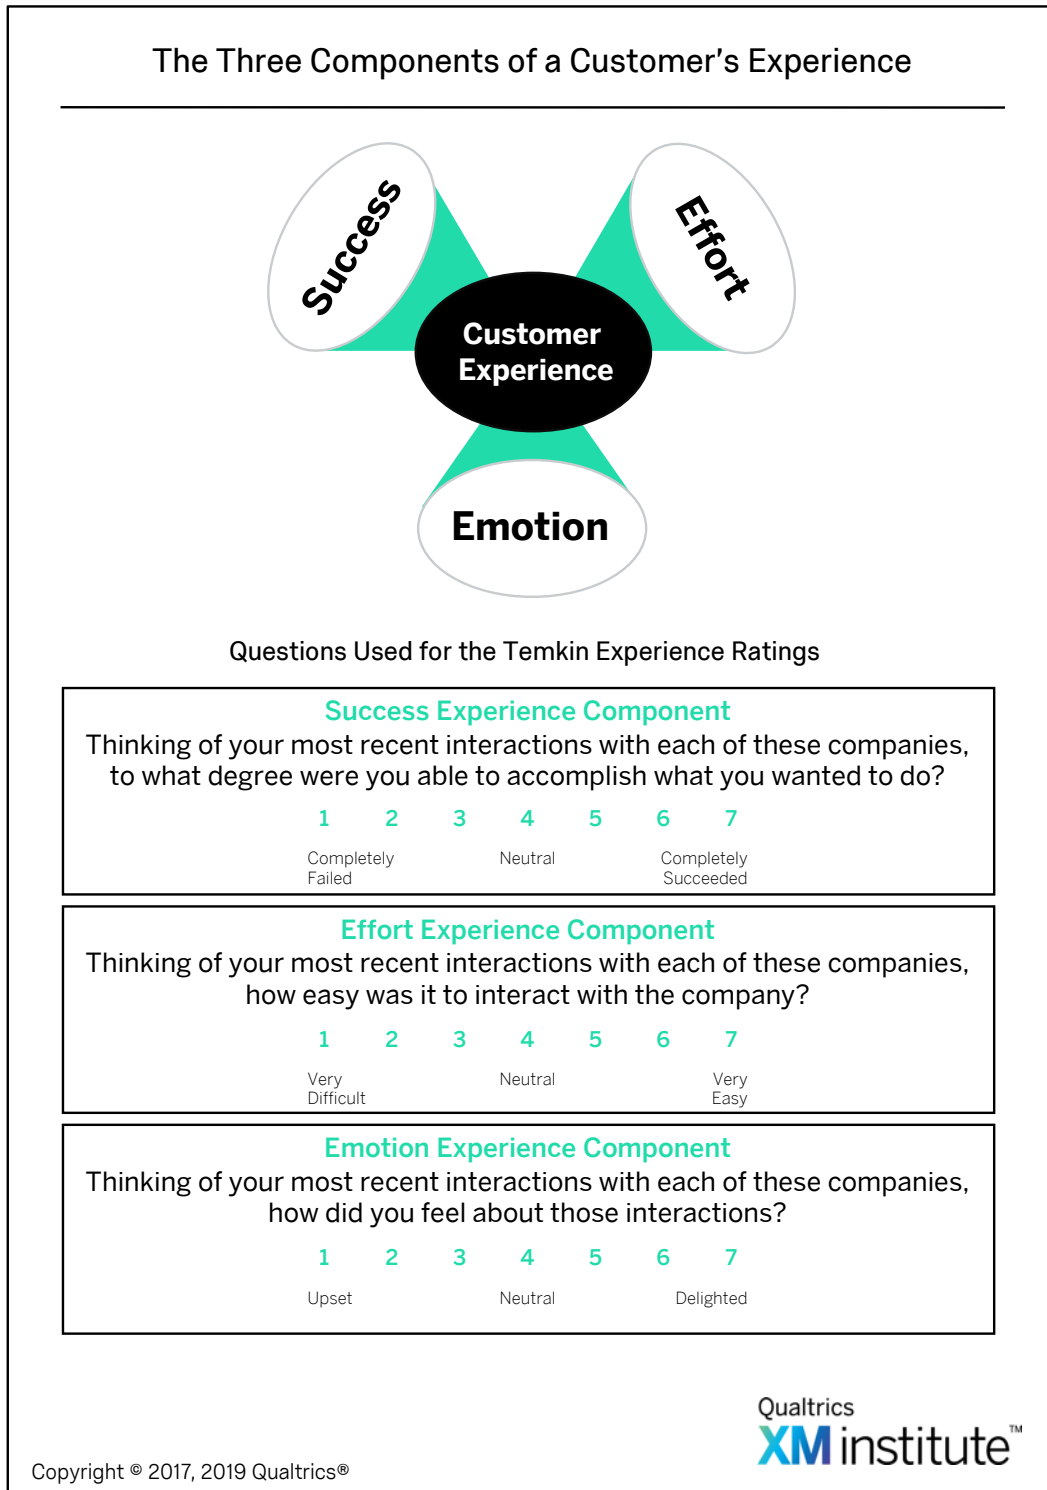 The Three Components of a Customer's Experience
Success
Effort
Customer
Experience
Emotion
Questions Used for the Temkin Experience Ratings
Success Experience Component
Thinking of your most recent interactions with each of these companies,
to what degree were you able to accomplish what you wanted to do?
1 2 3 4 5 6 7
Completely Neutral Completely
Failed Succeeded
Effort Experience Component
Thinking of your most recent interactions with each of these companies,
how easy was it to interact with the company?
1 2 3 4 5 6 7
Very Neutral Very
Difficult Easy
Emotion Experience Component
Thinking of your most recent interactions with each of these companies,
how did you feel about those interactions?
1 2 3 4 5 6 7
Upset Neutral Delighted
Qualtrics
XM institute™
Copyright © 2017, 2019 Qualtrics®